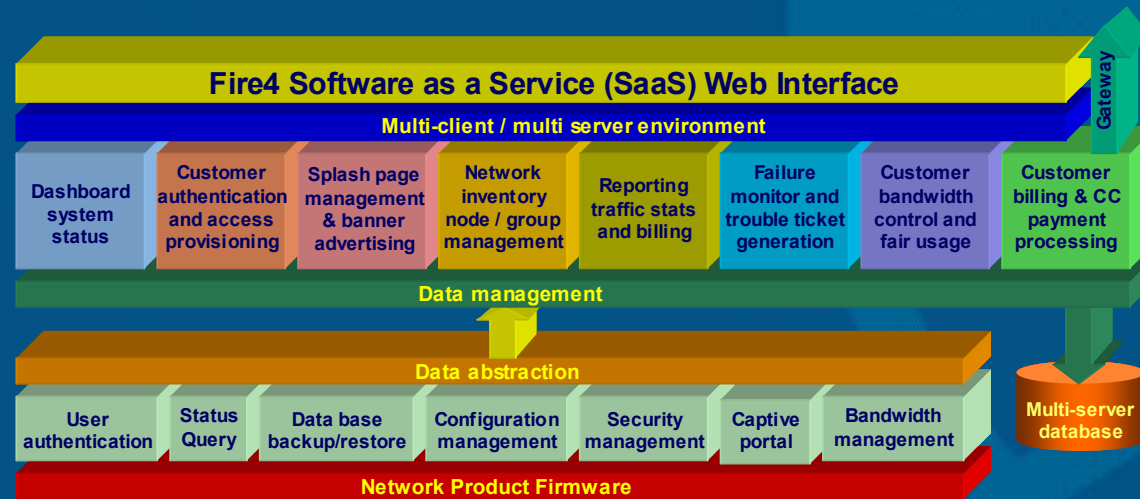 Fire4 Software as a Service (SaaS) Web Interface
Gateway
Multi-client / multi server environment
Dashboard
system
status
Customer
authentication
and access
provisioning
Splash page
management
& banner
advertising
Network
inventory
node / group
management
Reporting
traffic stats
and billing
Failure
monitor and
trouble ticket
generation
Customer
bandwidth
control and
fair usage
Customer
billing & CC
payment
processing
Data management
Data abstraction
User
authentication
Status
Query
Data base
backup/restore
Configuration
management
Security
management
Captive
portal
Bandwidth
management
Multi-server
database
Network Product Firmware